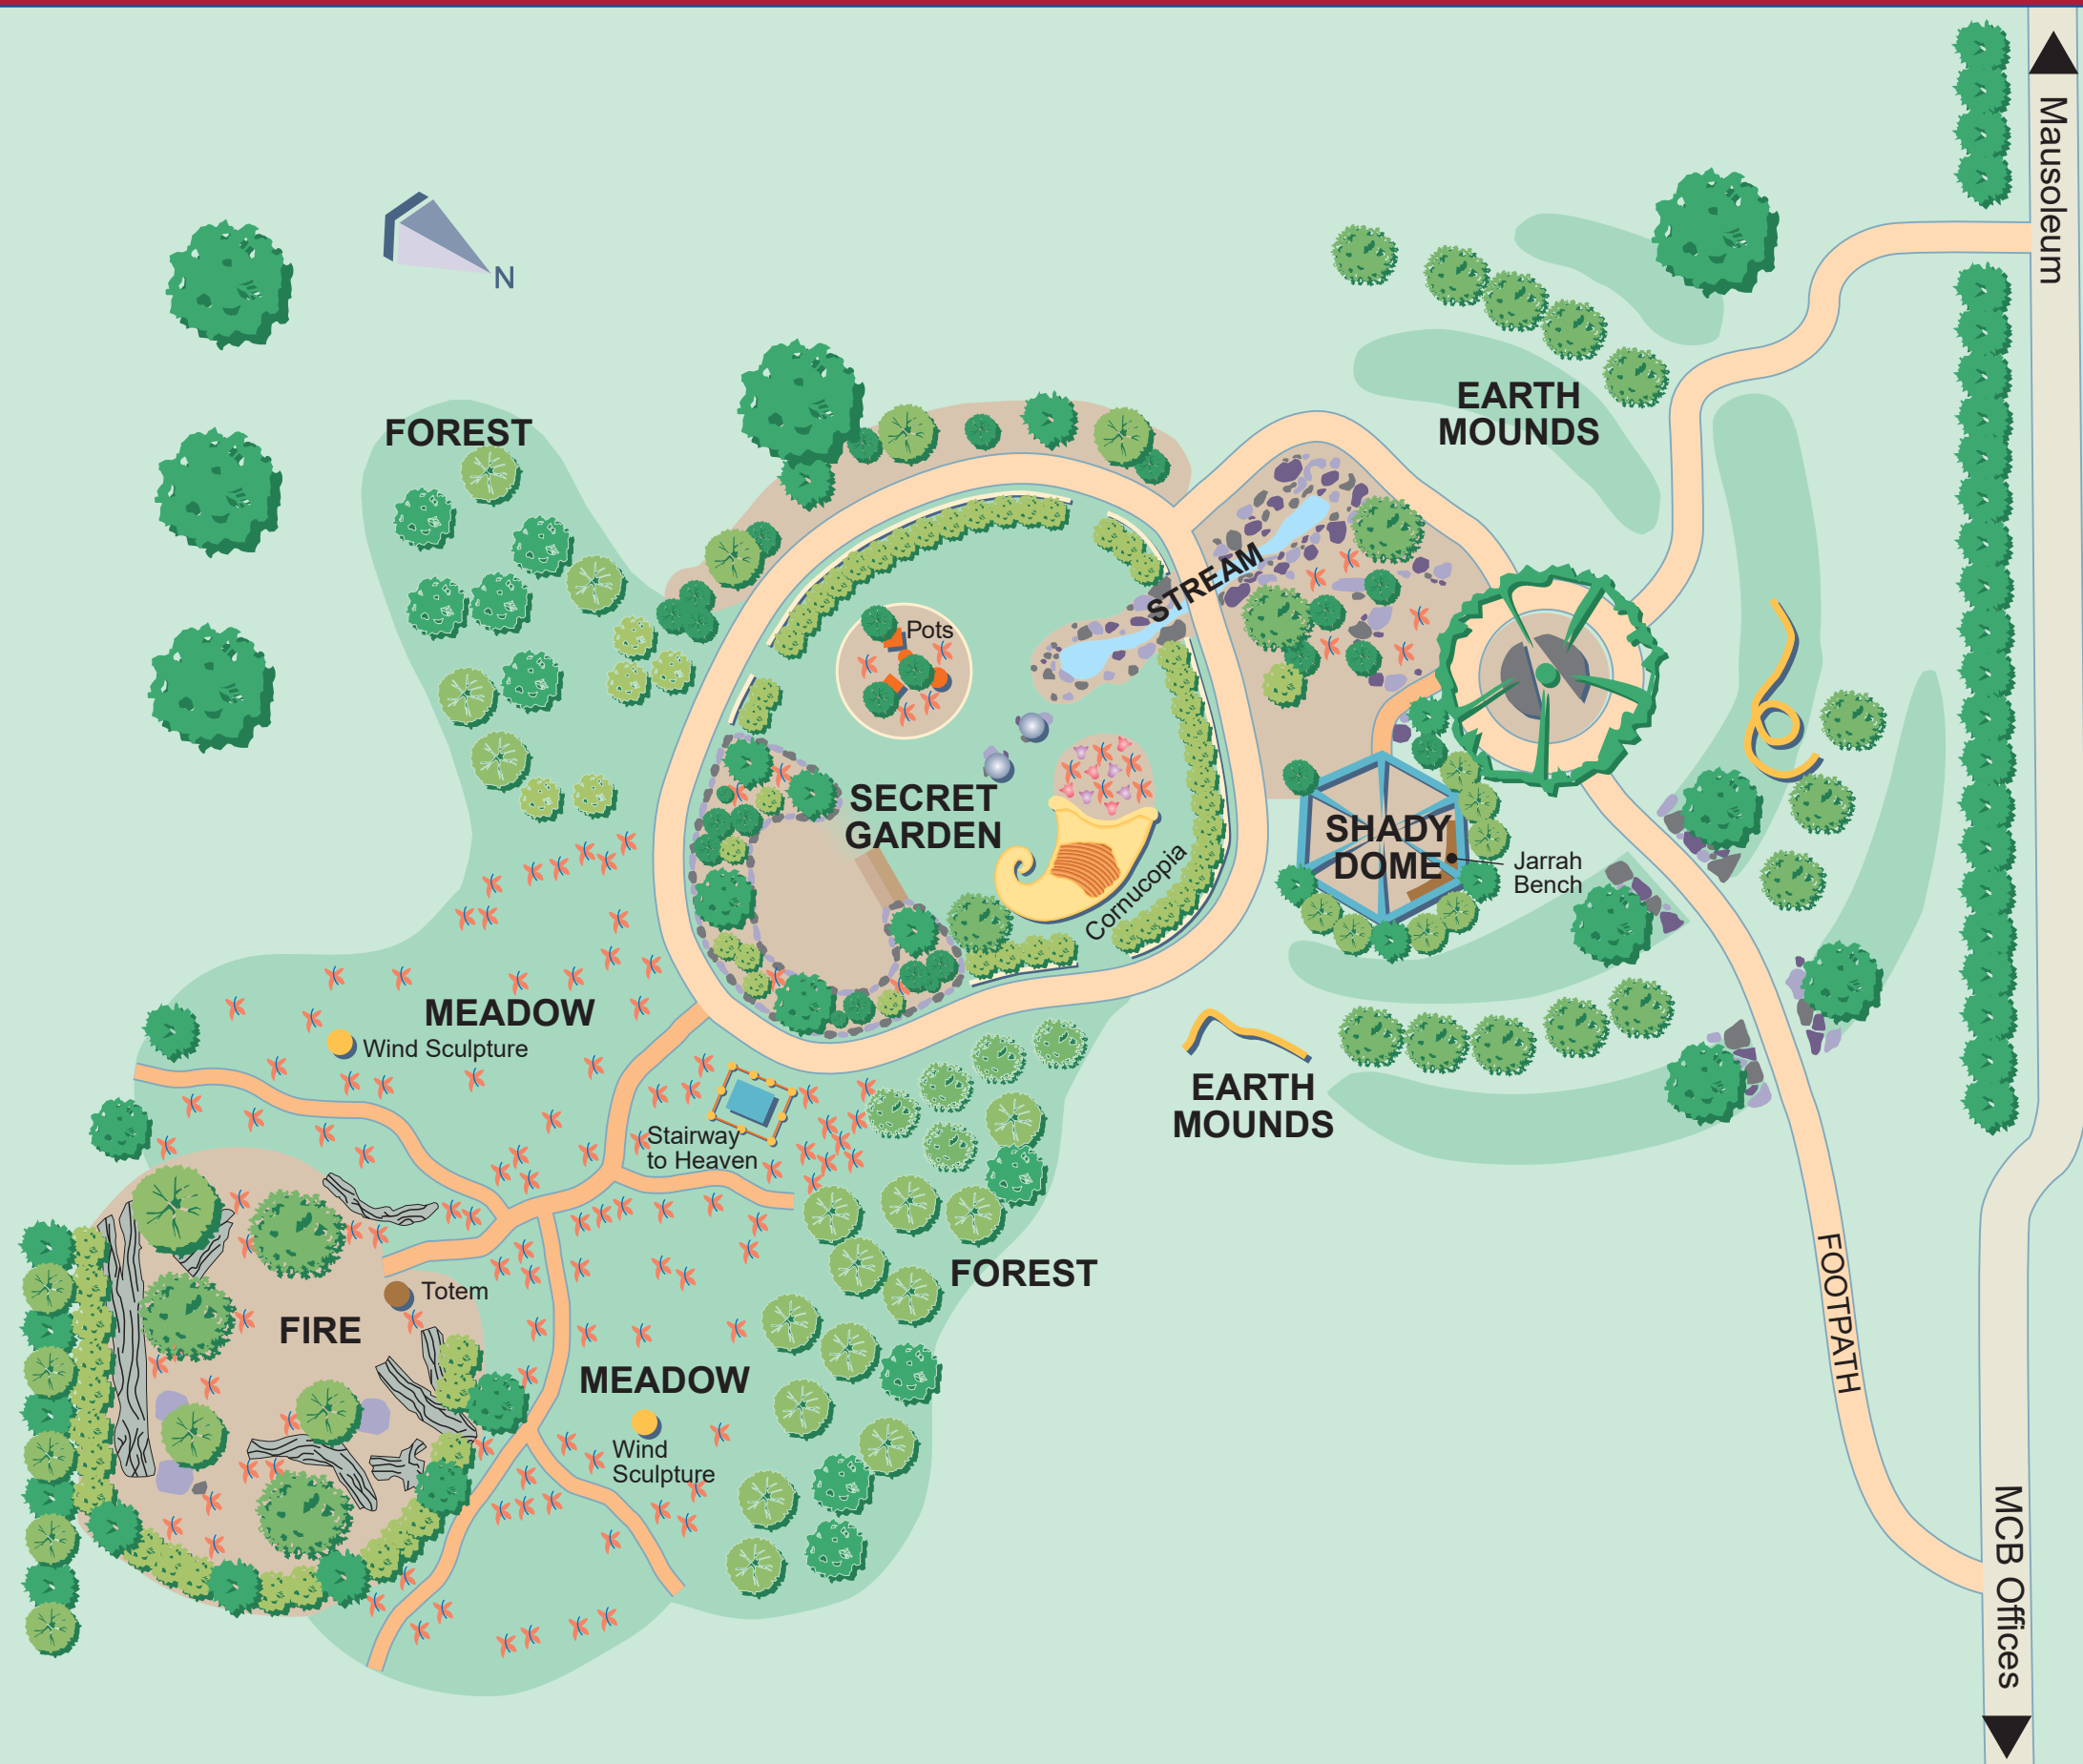 Mausoleum
N
EARTH
MOUNDS
FOREST
STREAM
Pots
SECRET
GARDEN
SHADY
DOME
Jarrah
Bench
Cornucopia
MEADOW
Wind Sculpture
EARTH
MOUNDS
Stairway
to Heaven
FOREST
Totem
FIRE
FOOTPATH
MEADOW
Wind
Sculpture
MCB Offices